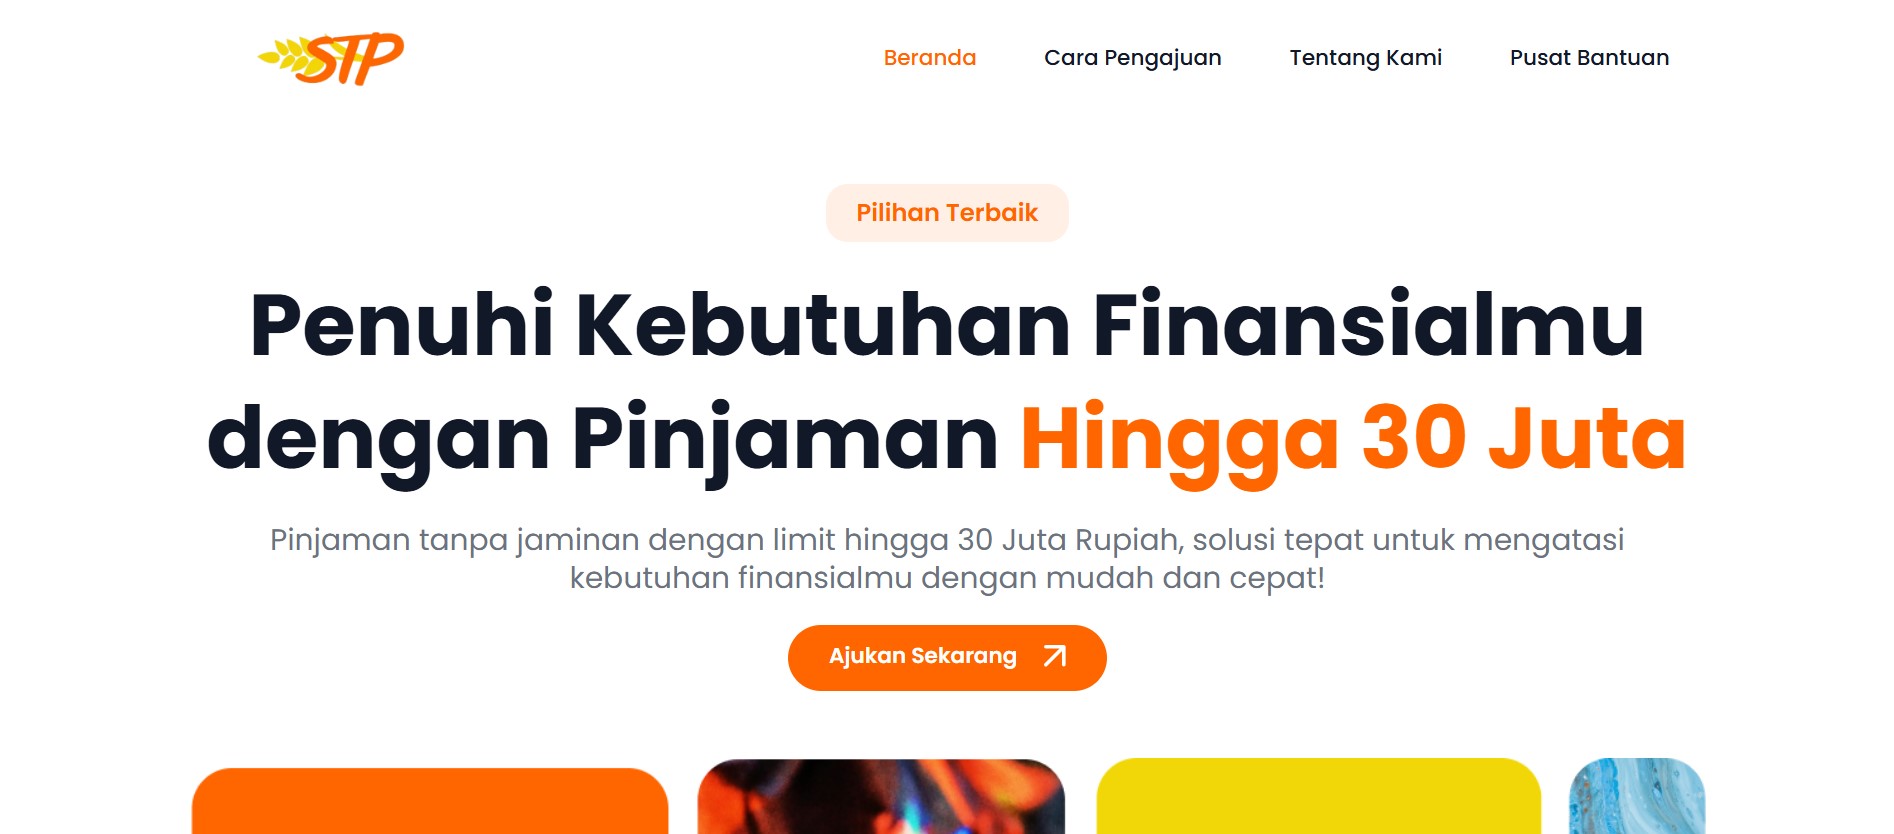 STP
Beranda
Cara Pengajuan
Tentang Kami
Pusat Bantuan
Pilihan Terbaik
Penuhi Kebutuhan Finansialmu
dengan Pinjaman Hingga 30 Juta
Pinjaman tanpa jaminan dengan limit hingga 30 Juta Rupiah, solusi tepat untuk mengatasi
kebutuhan finansialmu dengan mudah dan cepat!
Ajukan Sekarang